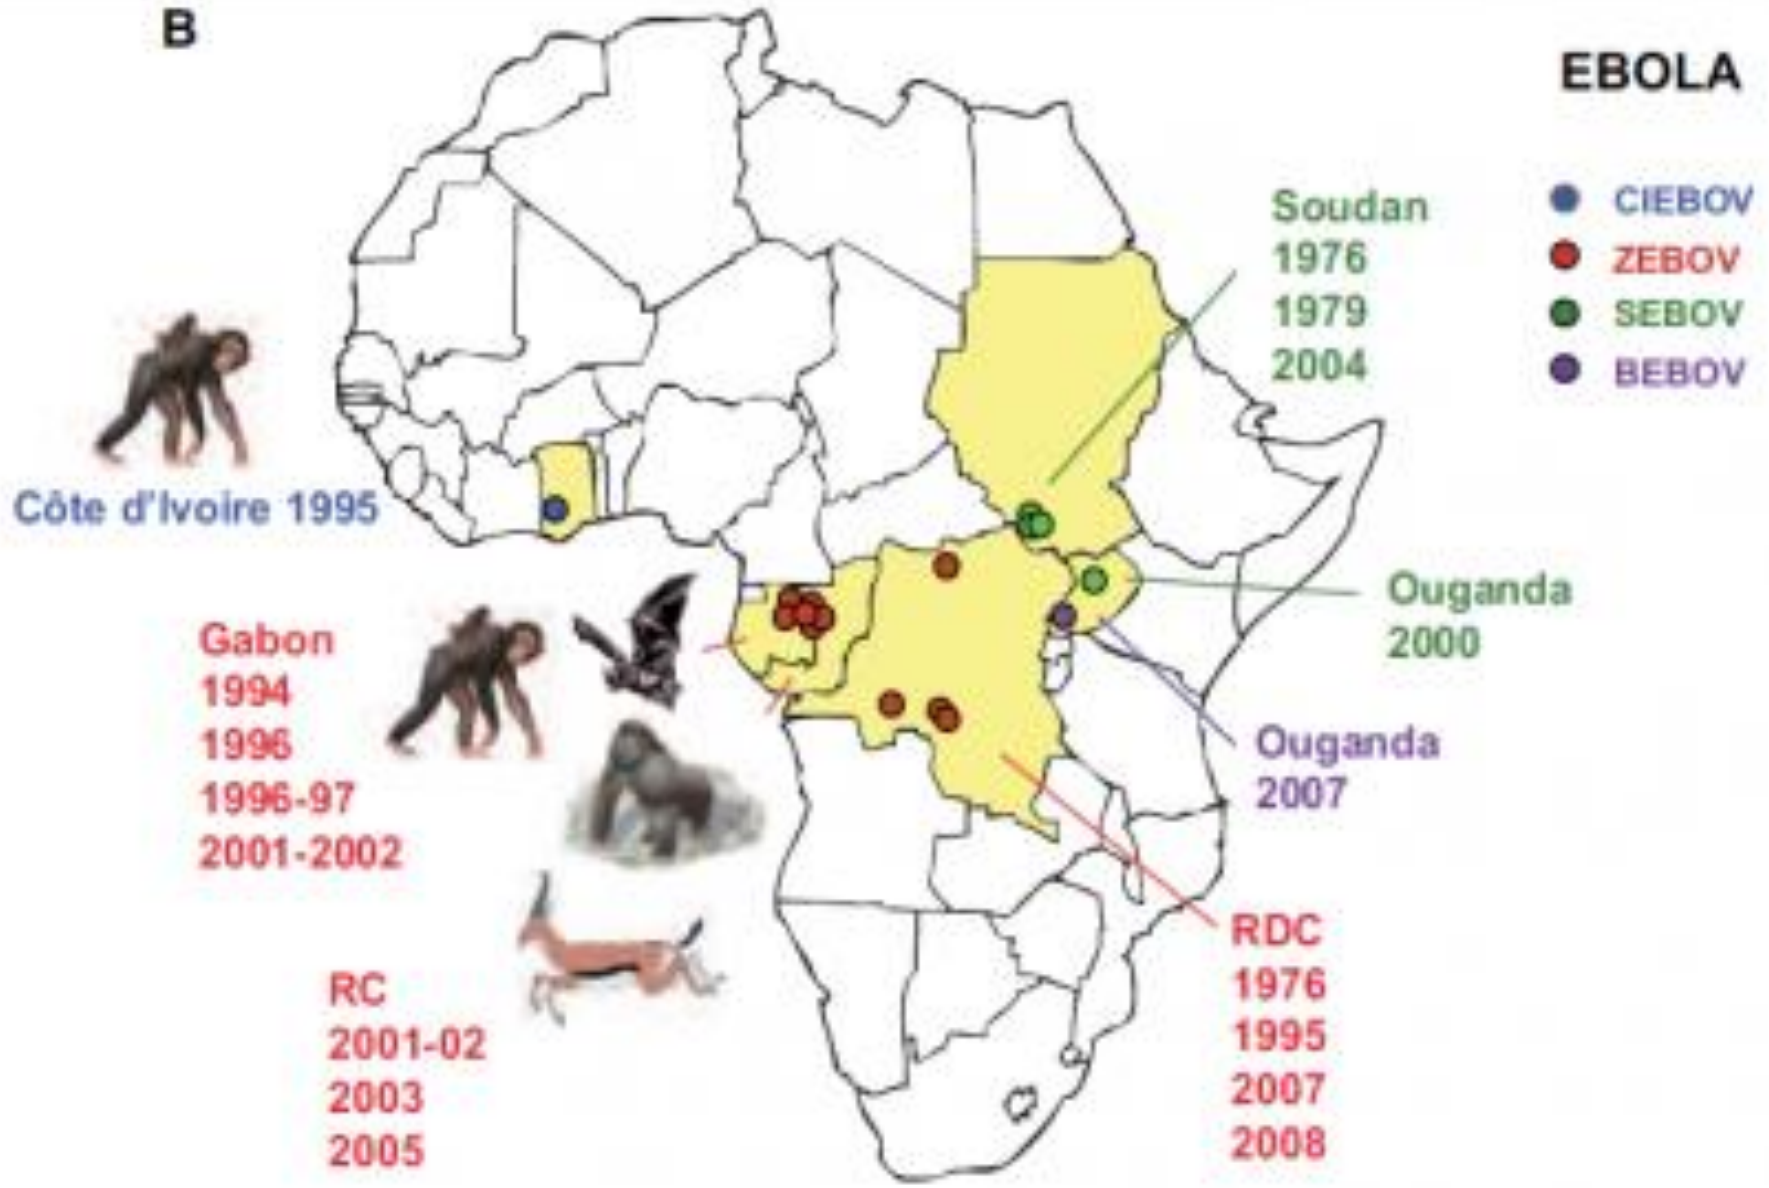 B
EBOLA
CIEBOV
ZEBOV
SEBOV
BEBOV
Soudan
1976
1979
2004
Côte d'Ivoire 1995
Ouganda
2000
Gabon
1994
1996
1996-97
2001-2002
Ouganda
2007
RC
2001-02
2003
2005
RDC
1976
1995
2007
2008